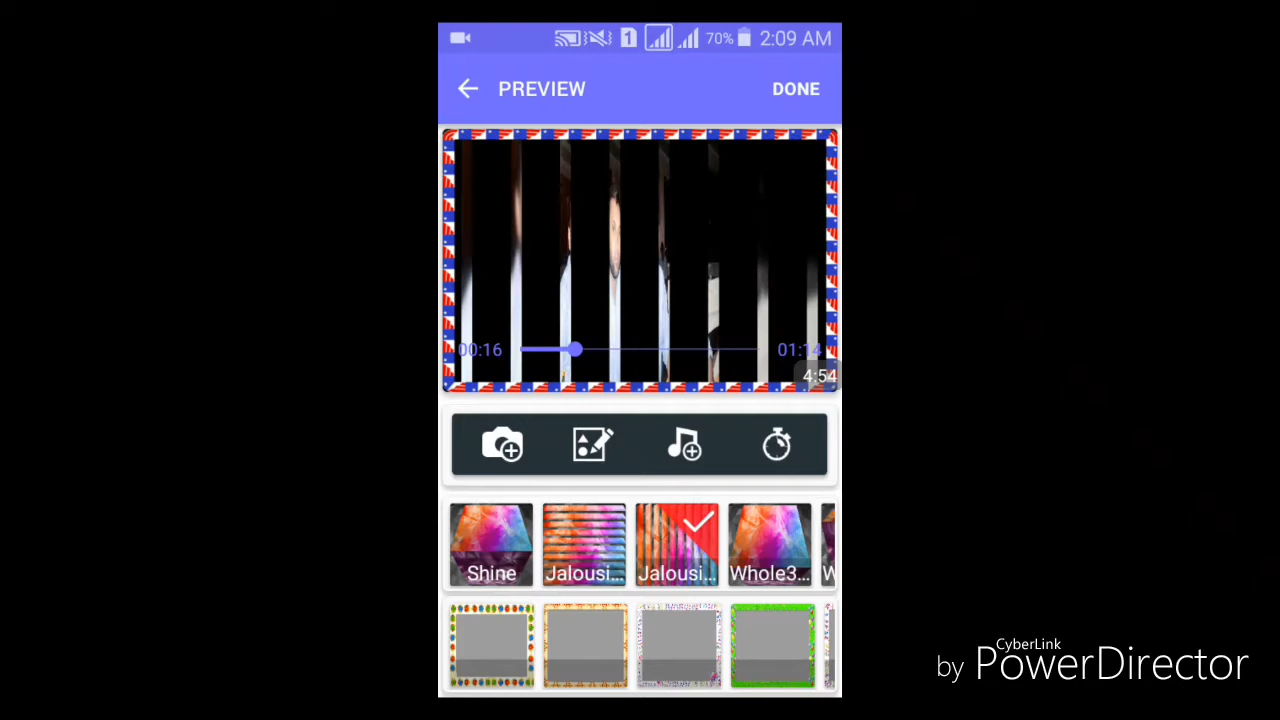 1 70% 2:09 AM
PREVIEW DONE
00:16 01:14
4:54
Shine Jalousi... Jalousi... Whole3... W
CyberLink
by PowerDirector